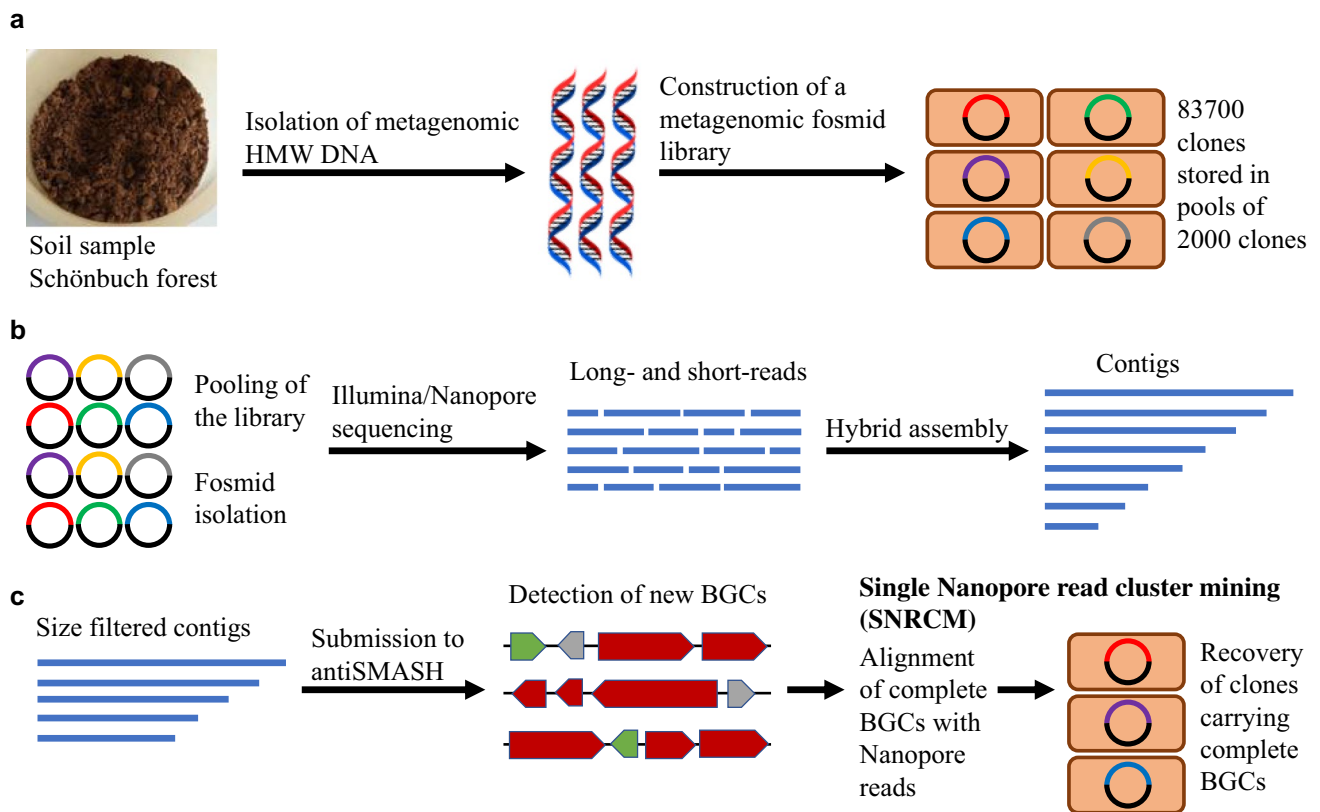 a
Soil sample
Schönbuch forest
Isolation of metagenomic
HMW DNA
Construction of a
metagenomic fosmid
library
83700
clones
stored in
pools of
2000 clones
b
Pooling of
the library
Fosmid
isolation
Illumina/Nanopore
sequencing
Long- and short-reads
Hybrid assembly
Contigs
c
Size filtered contigs
Submission to
antiSMASH
Detection of new BGCs
Single Nanopore read cluster mining
(SNRCM)
Alignment
of complete
BGCs with
Nanopore
reads
Recovery
of clones
carrying
complete
BGCs